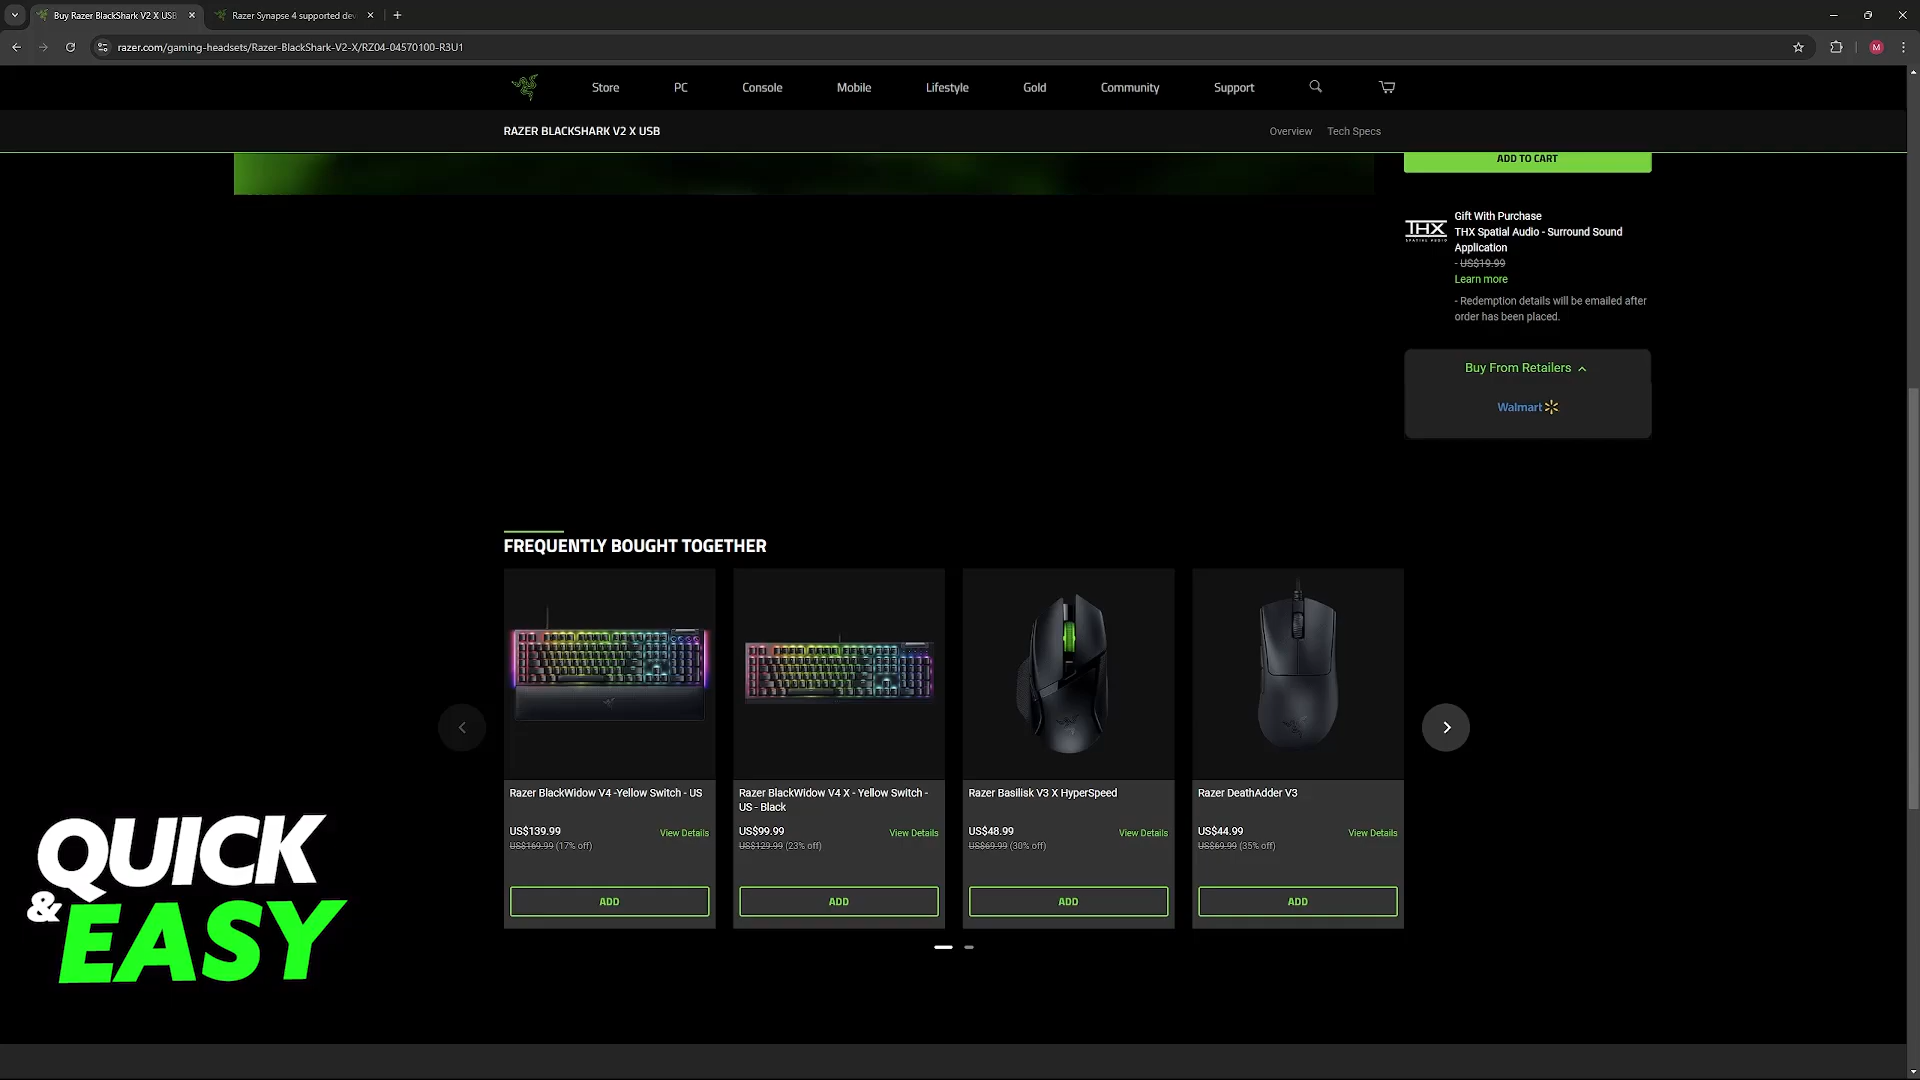 Buy Razer BlackShark V2 X USB
Razer Synapse 4 supported dev
razer.com/gaming-headsets/Razer-BlackShark-V2-X/RZ04-04570100-R3U1
M
Store
PC
Console
Mobile
Lifestyle
Gold
Community
Support
RAZER BLACKSHARK V2 X USB
Overview
Tech Specs
ADD TO CART
THX
SPATIAL AUDIO
Gift With Purchase
THX Spatial Audio - Surround Sound
Application
- US$19.99
Learn more
- Redemption details will be emailed after
order has been placed.
Buy From Retailers
Walmart
FREQUENTLY BOUGHT TOGETHER
Razer BlackWidow V4 -Yellow Switch - US
US$139.99
View Details
US$169.99 (17% off)
ADD
Razer BlackWidow V4 X - Yellow Switch -
US - Black
US$99.99
View Details
US$129.99 (23% off)
ADD
Razer Basilisk V3 X HyperSpeed
US$48.99
View Details
US$69.99 (30% off)
ADD
Razer DeathAdder V3
US$44.99
View Details
US$69.99 (35% off)
ADD
QUICK
&EASY